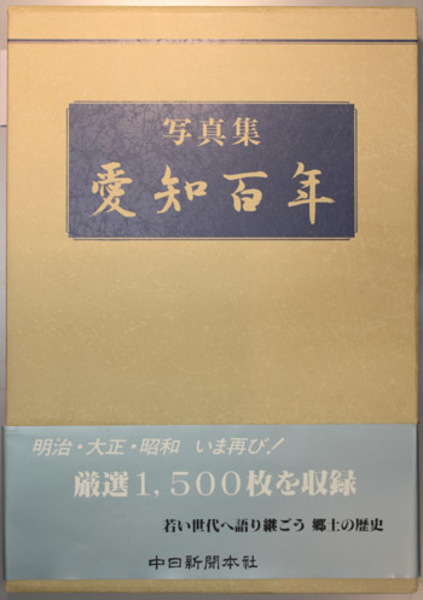 写真集
愛知百年
明治・大正・昭和　いま再び!
厳選1,500枚を収録
若い世代へ語り継ごう 郷土の歴史
中日新聞本社